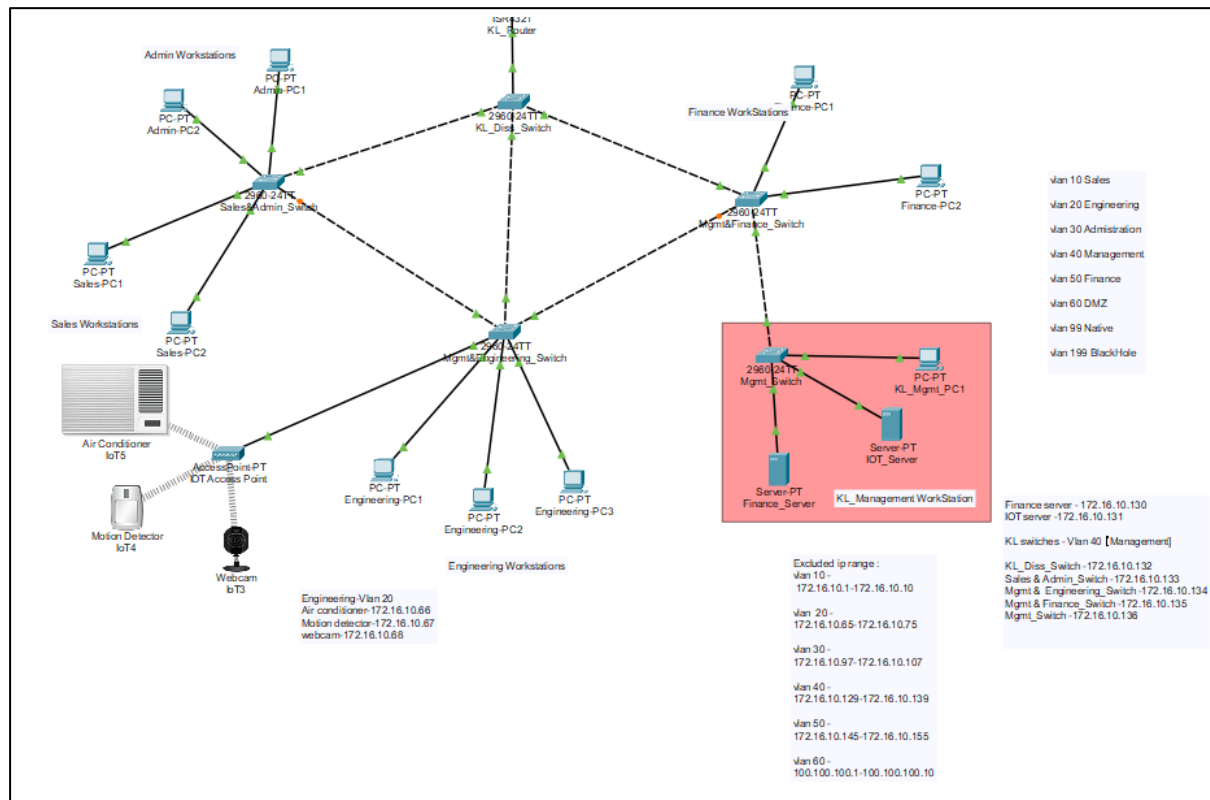 ISR4321
KL_Router
Admin Workstations
PC-PT
Admin-PC1
PC-PT
Admin-PC2
2960-24TT
KL_Diss_Switch
Finance WorkStations
PC-PT
PC-PT
Finance-PC2
2960-24TT
Sales&Admin_Switch
2960-24TT
Mgmt&Finance_Switch
vlan 10 Sales
vlan 20 Engineering
vlan 30 Admistration
vlan 40 Management
vlan 50 Finance
vlan 60 DMZ
vlan 99 Native
vlan 199 BlackHole
PC-PT
Sales-PC1
Sales Workstations
PC-PT
Sales-PC2
2960-24TT
Mgmt&Engineering_Switch
2960-24TT
Mgmt_Switch
PC-PT
KL_Mgmt_PC1
Server-PT
IOT_Server
Server-PT
Finance_Server
KL_Management WorkStation
Air Conditioner
IoT5
AccessPoint-PT
IOT Access Point
Motion Detector
IoT4
Webcam
IoT3
PC-PT
Engineering-PC1
PC-PT
Engineering-PC2
PC-PT
Engineering-PC3
Engineering Workstations
Engineering-Vlan 20
Air conditioner-172.16.10.66
Motion detector-172.16.10.67
webcam-172.16.10.68
Finance server - 172.16.10.130
IOT server -172.16.10.131
KL switches - Vlan 40 【Management]
KL_Diss_Switch -172.16.10.132
Sales & Admin_Switch -172.16.10.133
Mgmt & Engineering_Switch -172.16.10.134
Mgmt & Finance_Switch -172.16.10.135
Mgmt_Switch -172.16.10.136
Excluded ip range :
vlan 10 -
172.16.10.1-172.16.10.10
vlan 20 -
172.16.10.65-172.16.10.75
vlan 30 -
172.16.10.97-172.16.10.107
vlan 40 -
172.16.10.129-172.16.10.139
vlan 50 -
172.16.10.145-172.16.10.155
vlan 60 -
100.100.100.1-100.100.100.10